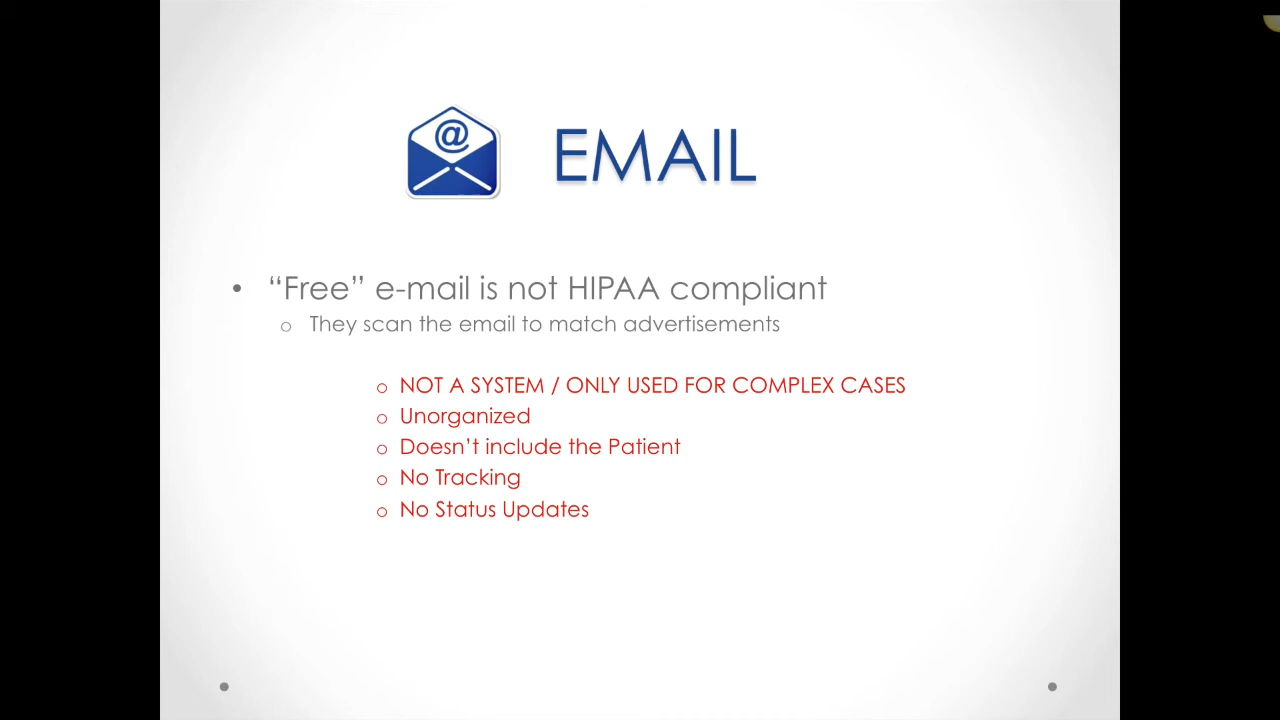 @ EMAIL
• “Free” e-mail is not HIPAA compliant
o They scan the email to match advertisements
o NOT A SYSTEM / ONLY USED FOR COMPLEX CASES
o Unorganized
o Doesn’t include the Patient
o No Tracking
o No Status Updates